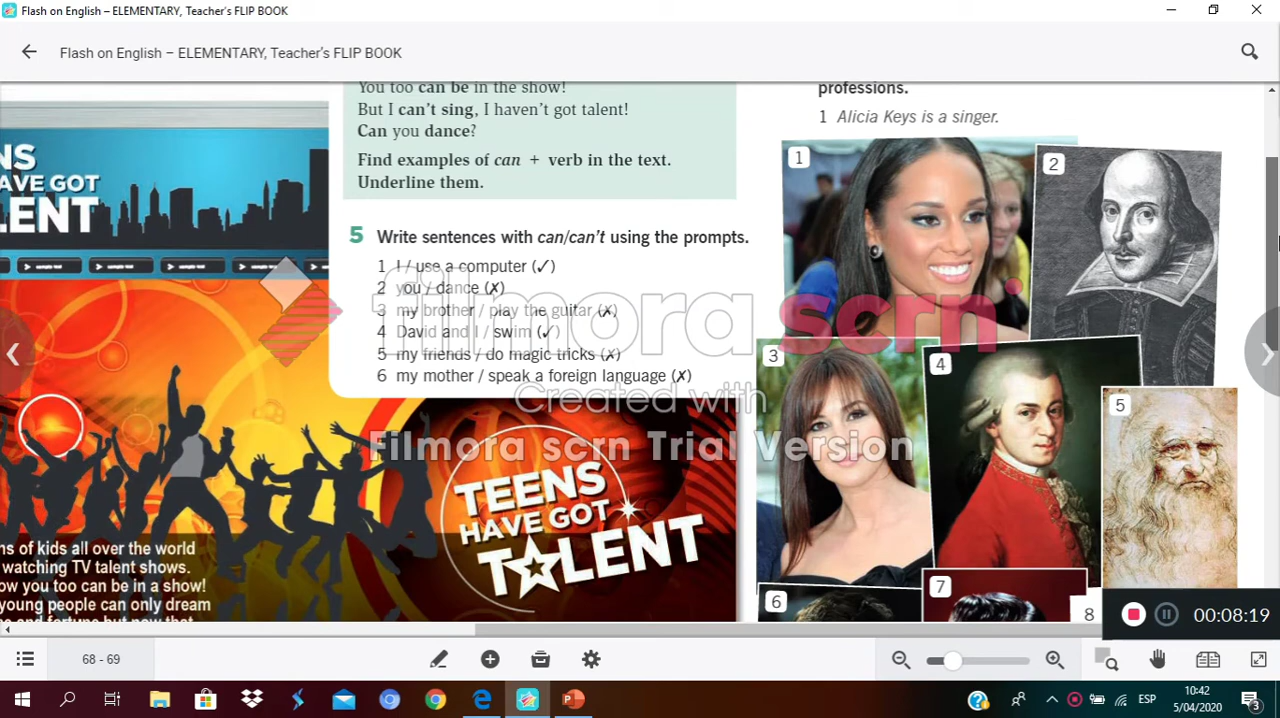 Flash on English – ELEMENTARY, Teacher's FLIP BOOK
Flash on English – ELEMENTARY, Teacher's FLIP BOOK
You too can be in the show!
But I can't sing, I haven't got talent!
Can you dance?
Find examples of can + verb in the text.
Underline them.
5 Write sentences with can/can't using the prompts.
1 I / use a computer (✓)
2 you / dance (✗)
3 my brother / play the guitar (✗)
4 David and I / swim (✓)
5 my friends / do magic tricks (✗)
6 my mother / speak a foreign language (✗)
NS
AVE GOT
LENT
filmora scrn
Created with
Filmora scrn Trial Version
TEENS
HAVE GOT
TALENT
ns of kids all over the world
watching TV talent shows.
ow you too can be in a show!
young people can only dream
professions.
1 Alicia Keys is a singer.
1
2
3
4
5
6
7
8
00:08:19
68 - 69
ESP
10:42
5/04/2020
3